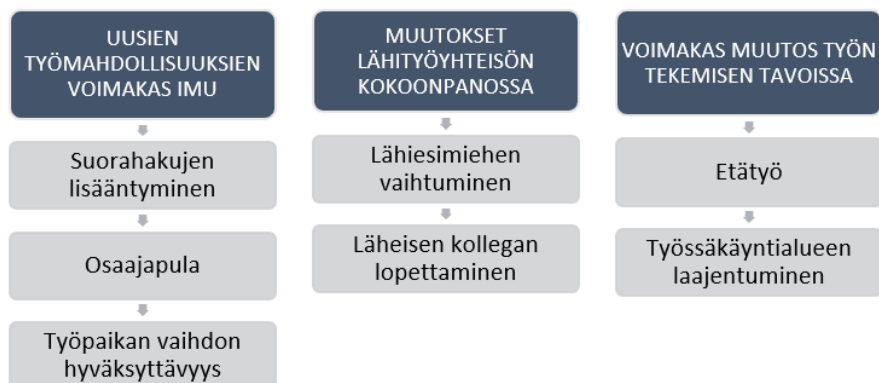 UUSIEN
TYÖMAHDOLLISUUKSIEN
VOIMAKAS IMU
Suorahakujen
lisääntyminen
Osaajapula
Työpaikan vaihdon
hyväksyttävyys
MUUTOKSET
LÄHITYÖYHTEISÖN
KOKOONPANOSSA
Lähiesimiehen
vaihtuminen
Läheisen kollegan
lopettaminen
VOIMAKAS MUUTOS TYÖN
TEKEMISEN TAVOISSA
Etätyö
Työssäkäyntialueen
laajentuminen